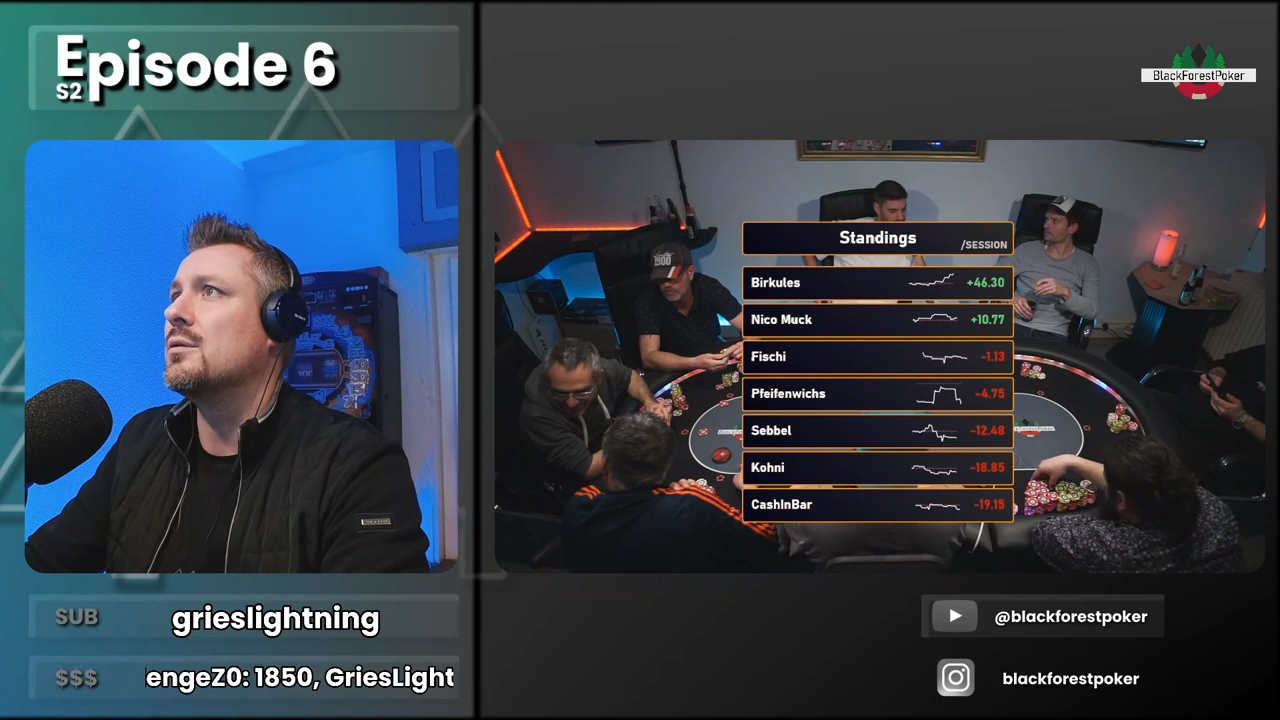 Episode 6
S2
BlackForestPoker
Standings
/SESSION
Birkules +46.30
Nico Muck +10.77
Fischi -1.13
Pfeifenwichs -4.75
Sebbel -12.48
Kohni -18.85
CashInBar -19.15
1900
SUB grieslightning
$$$ engeZ0: 1850, GriesLight
@blackforestpoker
blackforestpoker